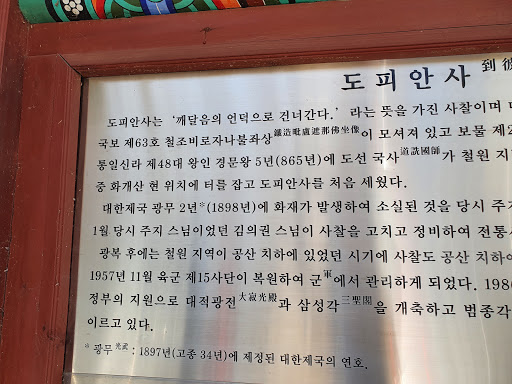 도피안사 到彼
도피안사는 ‘깨달음의 언덕으로 건너간다.’ 라는 뜻을 가진 사찰이며
국보 제63호 철조비로자나불좌상鐵造毗盧遮那佛坐像이 모셔져 있고 보물 제2
통일신라 제48대 왕인 경문왕 5년(865년)에 도선 국사道詵國師가 철원 지
중 화개산 현 위치에 터를 잡고 도피안사를 처음 세웠다.
대한제국 광무 2년*(1898년)에 화재가 발생하여 소실된 것을 당시 주지
1월 당시 주지 스님이었던 김의권 스님이 사찰을 고치고 정비하여 전통사
광복 후에는 철원 지역이 공산 치하에 있었던 시기에 사찰도 공산 치하에
1957년 11월 육군 제15사단이 복원하여 군軍에서 관리하게 되었다. 198
정부의 지원으로 대적광전大寂光殿과 삼성각三聖閣을 개축하고 범종각
이르고 있다.
* 광무光武 : 1897년(고종 34년)에 제정된 대한제국의 연호.